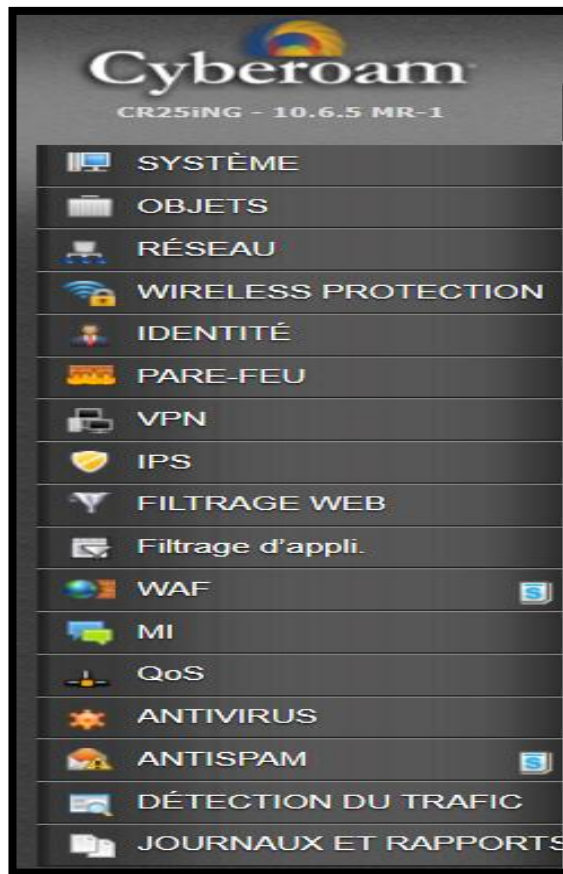 Cyberoam
CR25iNG - 10.6.5 MR-1
SYSTÈME
OBJETS
RÉSEAU
WIRELESS PROTECTION
IDENTITÉ
PARE-FEU
VPN
IPS
FILTRAGE WEB
Filtrage d'appli.
WAF S
MI
QoS
ANTIVIRUS
ANTISPAM S
DÉTECTION DU TRAFIC
JOURNAUX ET RAPPORTS